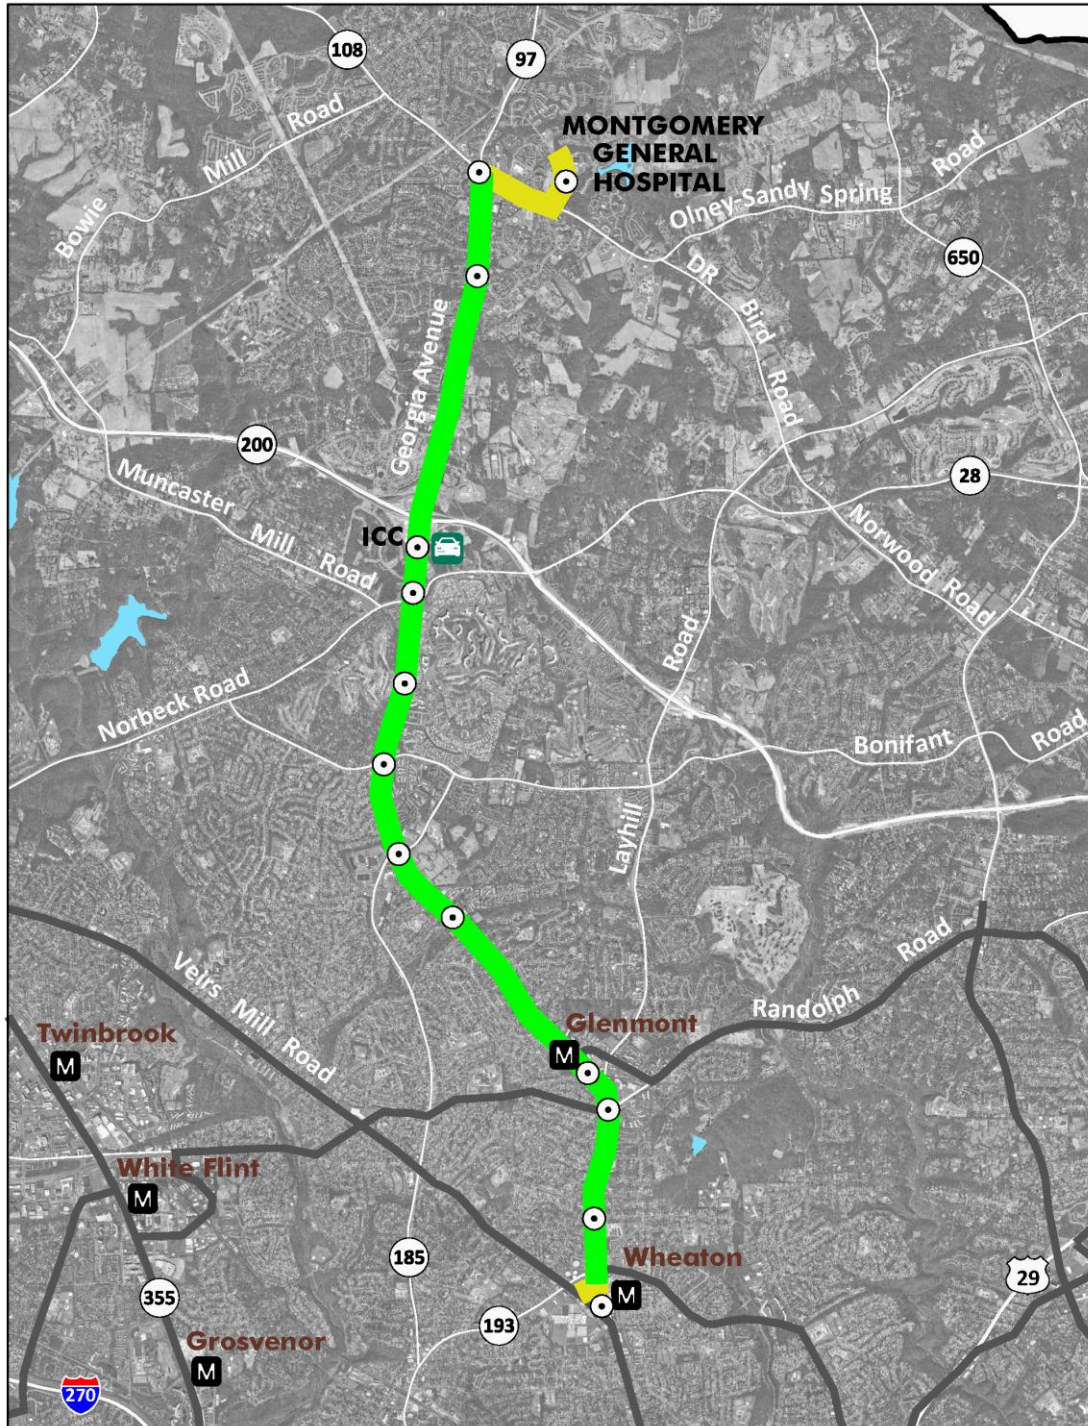 108
97
MONTGOMERY
GENERAL
HOSPITAL
Bowie Mill Road
Olney-Sandy Spring Road
650
DR Bird Road
Georgia Avenue
200
28
Muncaster Mill Road
ICC
Norwood Road
Norbeck Road
Layhill Road
Bonifant Road
Veirs Mill Road
Randolph Road
Glenmont
M
Twinbrook
M
White Flint
M
185
Wheaton
M
29
355
193
Grosvenor
M
270